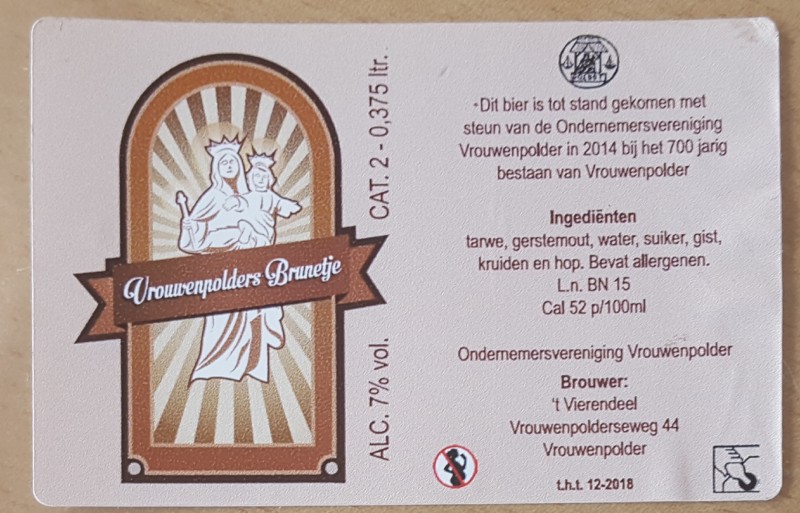 Vrouwenpolders Brunetje
ALC. 7% vol. CAT. 2 - 0,375 ltr.
Dit bier is tot stand gekomen met
steun van de Ondernemersvereniging
Vrouwenpolder in 2014 bij het 700 jarig
bestaan van Vrouwenpolder
Ingediënten
tarwe, gerstemout, water, suiker, gist,
kruiden en hop. Bevat allergenen.
L.n. BN 15
Cal 52 p/100ml
Ondernemersvereniging Vrouwenpolder
Brouwer:
't Vierendeel
Vrouwenpolderseweg 44
Vrouwenpolder
t.h.t. 12-2018